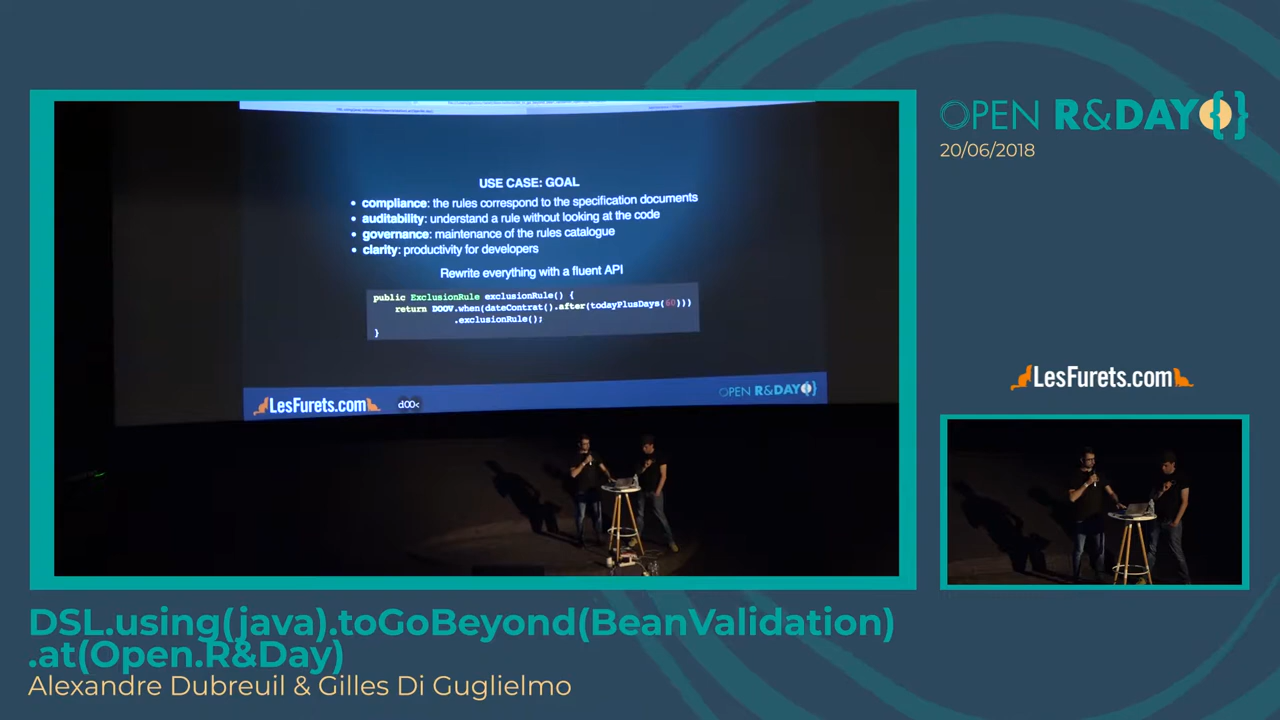 USE CASE: GOAL
• compliance: the rules correspond to the specification documents
• auditability: understand a rule without looking at the code
• governance: maintenance of the rules catalogue
• clarity: productivity for developers
Rewrite everything with a fluent API
public ExclusionRule exclusionRule() {
return DOOV.when(dateContrat().after(todayPlusDays(60)))
.exclusionRule();
}
LesFurets.com
dOO<
OPEN R&DAY{}
OPEN R&DAY{}
20/06/2018
LesFurets.com
DSL.using(java).toGoBeyond(BeanValidation)
.at(Open.R&Day)
Alexandre Dubreuil & Gilles Di Guglielmo